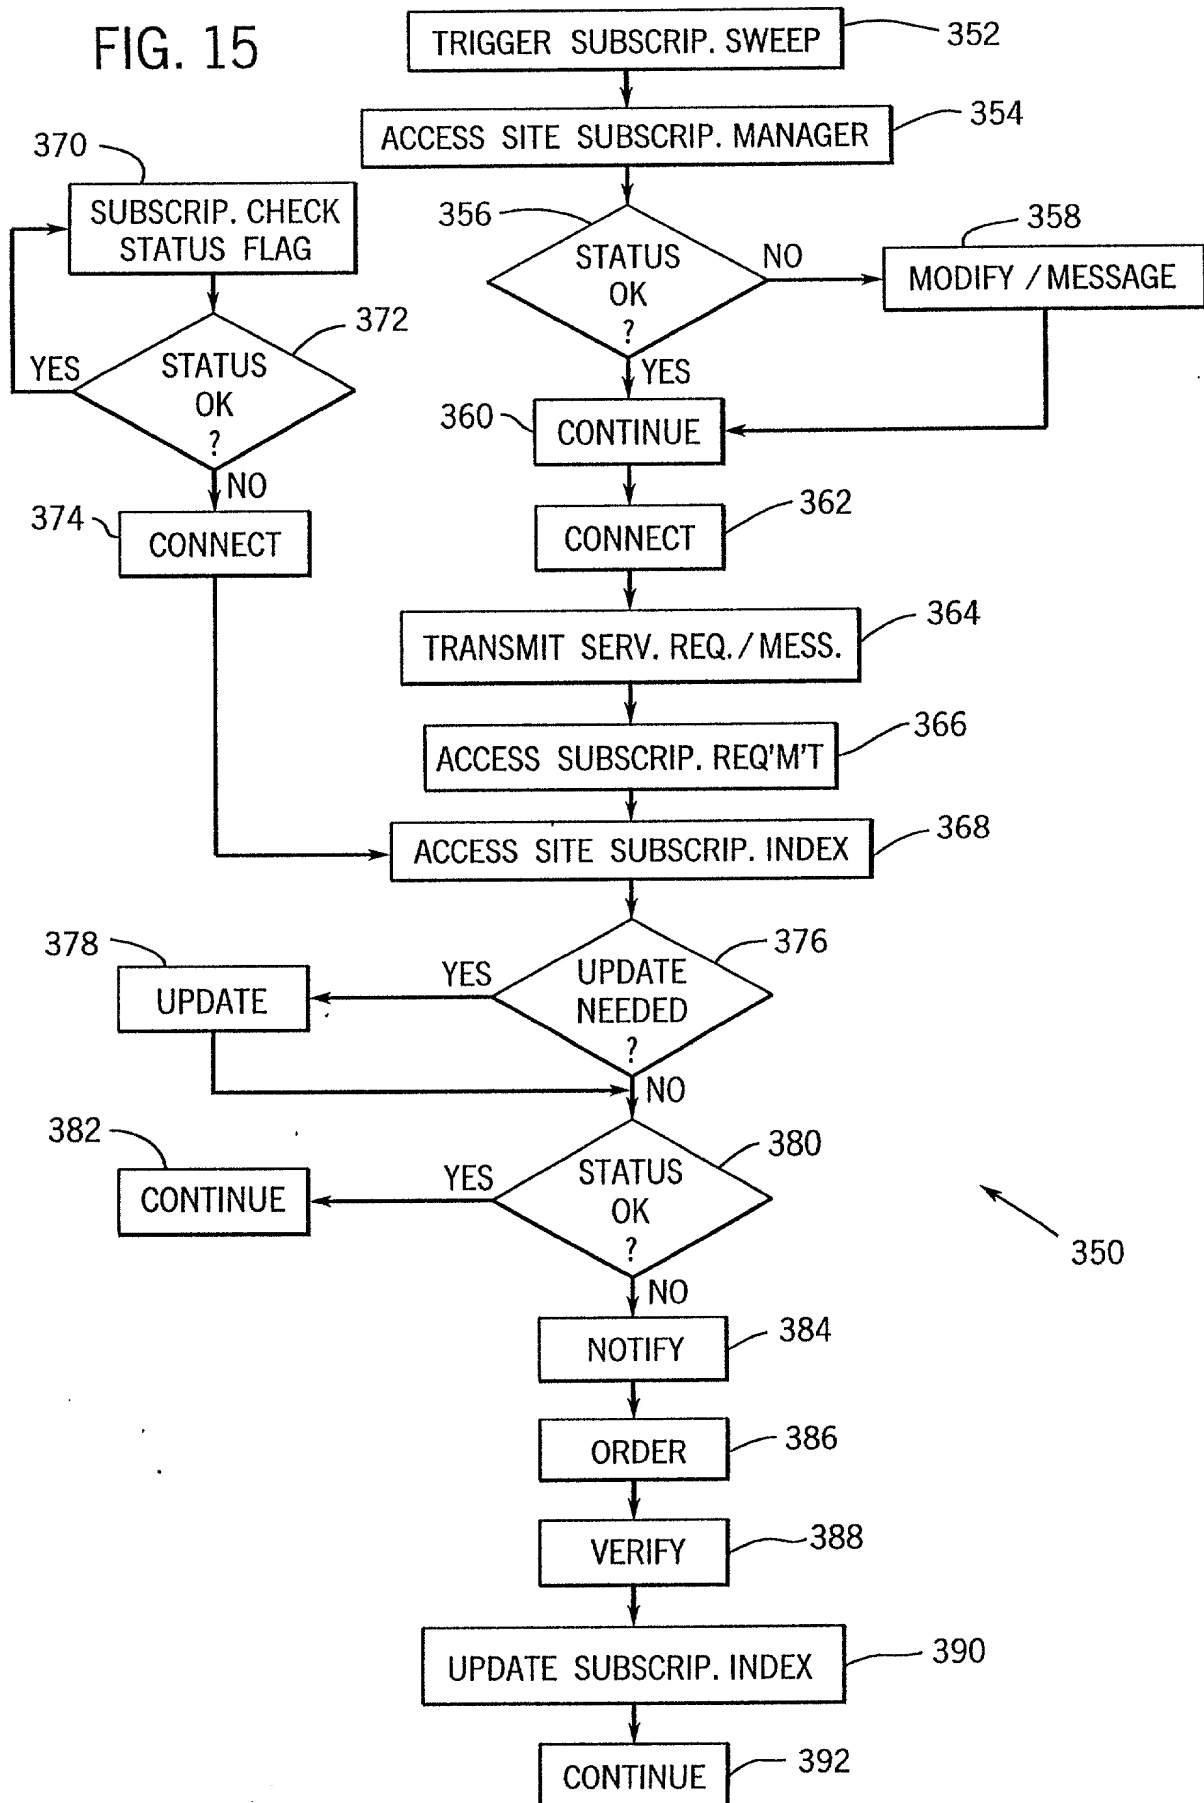 FIG. 15
TRIGGER SUBSCRIP. SWEEP
352
ACCESS SITE SUBSCRIP. MANAGER
354
370
SUBSCRIP. CHECK
STATUS FLAG
356
STATUS
OK
?
NO
358
MODIFY / MESSAGE
YES
372
STATUS
OK
?
YES
NO
360
CONTINUE
374
CONNECT
362
CONNECT
364
TRANSMIT SERV. REQ. / MESS.
366
ACCESS SUBSCRIP. REQ'M'T
368
ACCESS SITE SUBSCRIP. INDEX
376
UPDATE
NEEDED
?
YES
378
UPDATE
NO
380
STATUS
OK
?
YES
382
CONTINUE
350
NO
NOTIFY
384
ORDER
386
VERIFY
388
UPDATE SUBSCRIP. INDEX
390
CONTINUE
392